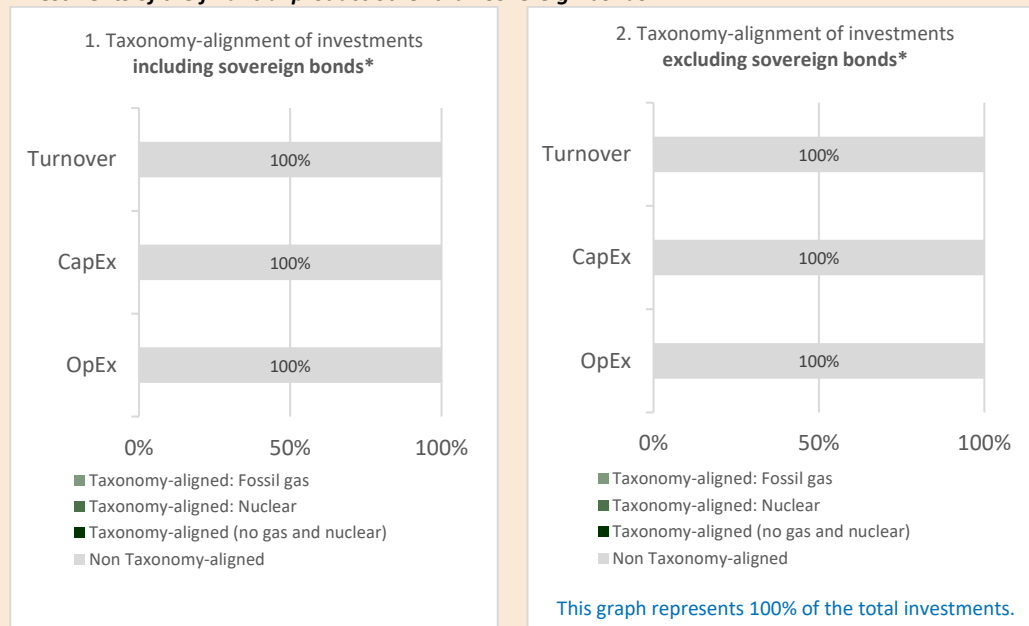 1. Taxonomy-alignment of investments
including sovereign bonds*
Turnover
100%
CapEx
100%
OpEx
100%
0% 50% 100%
Taxonomy-aligned: Fossil gas
Taxonomy-aligned: Nuclear
Taxonomy-aligned (no gas and nuclear)
Non Taxonomy-aligned
2. Taxonomy-alignment of investments
excluding sovereign bonds*
Turnover
100%
CapEx
100%
OpEx
100%
0% 50% 100%
Taxonomy-aligned: Fossil gas
Taxonomy-aligned: Nuclear
Taxonomy-aligned (no gas and nuclear)
Non Taxonomy-aligned
This graph represents 100% of the total investments.